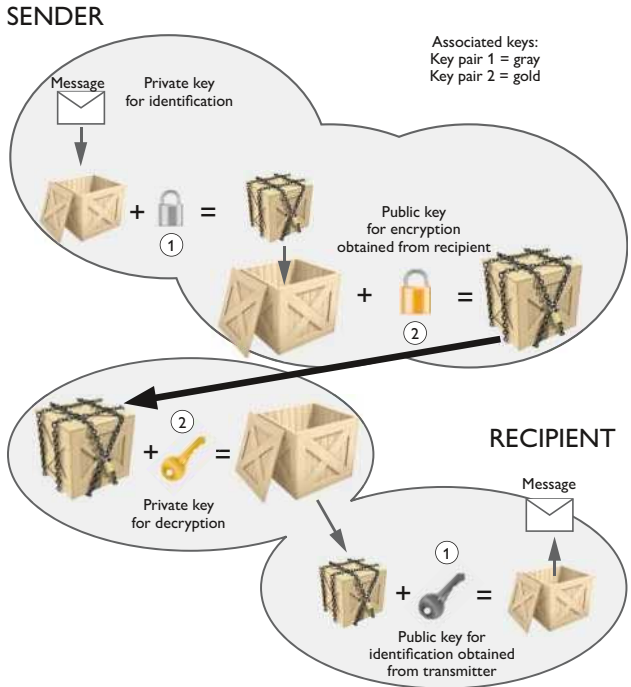 SENDER
Associated keys:
Key pair 1 = gray
Key pair 2 = gold
Message
Private key
for identification
+
=
1
Public key
for encryption
obtained from recipient
+
=
2
2
+
=
Private key
for decryption
RECIPIENT
Message
1
+
=
Public key for
identification obtained
from transmitter